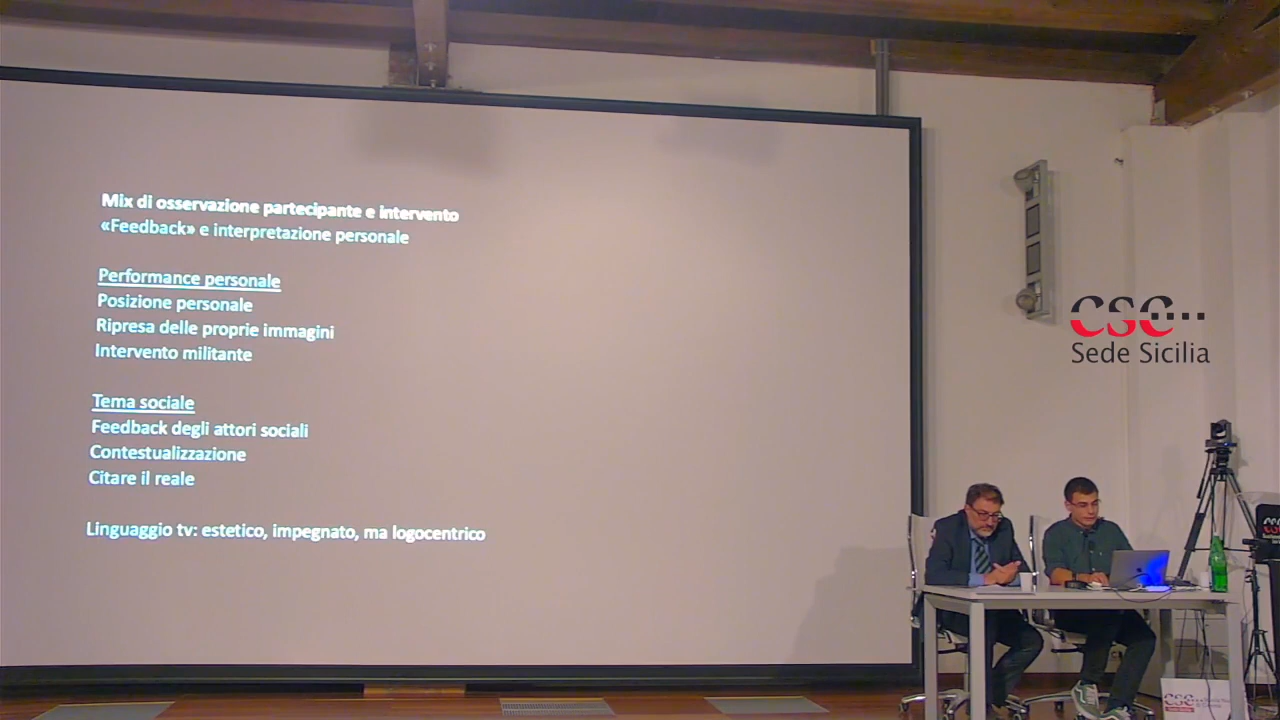 Mix di osservazione partecipante e intervento
«Feedback» e interpretazione personale
Performance personale
Posizione personale
Ripresa delle proprie immagini
Intervento militante
Tema sociale
Feedback degli attori sociali
Contestualizzazione
Citare il reale
Linguaggio tv: estetico, impegnato, ma logocentrico
CSC
Sede Sicilia
CSC